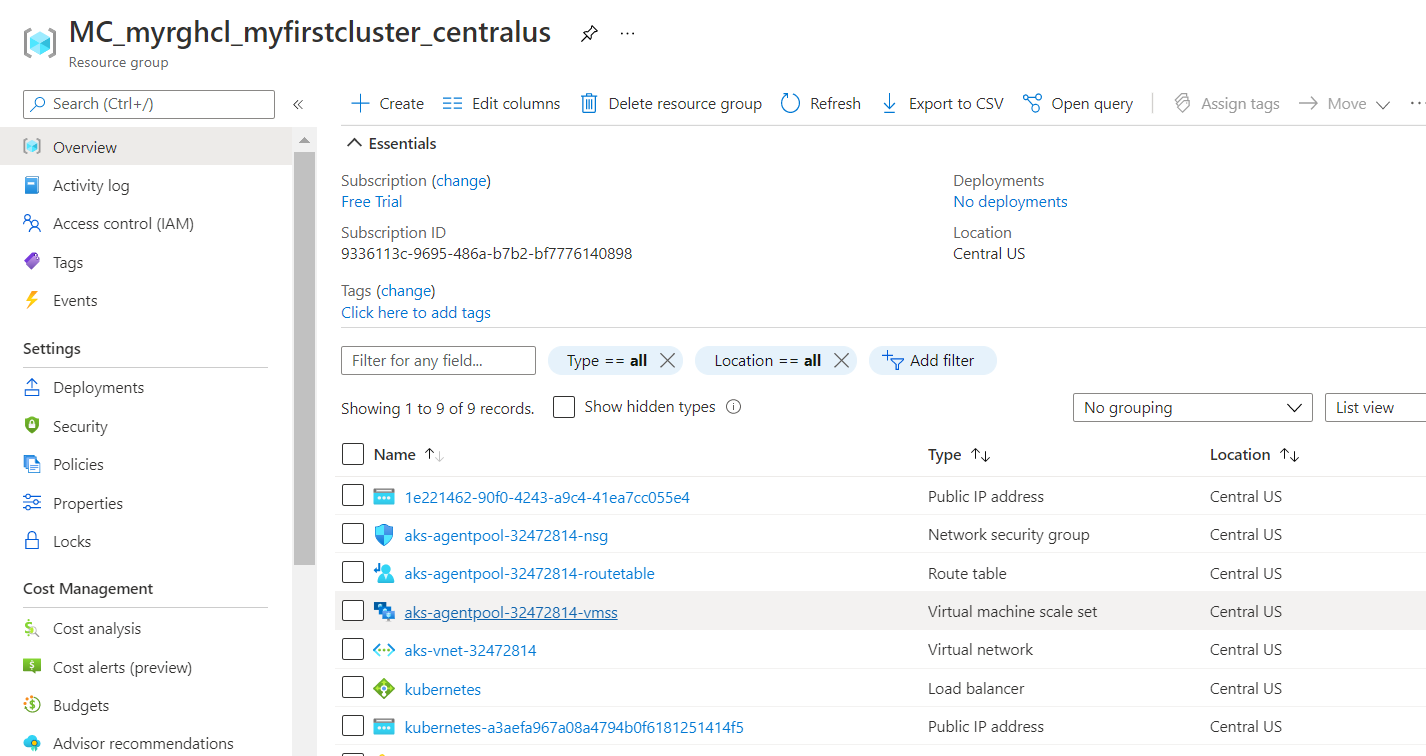 MC_myrghcl_myfirstcluster_centralus
Resource group
Search (Ctrl+/)
Overview
Activity log
Access control (IAM)
Tags
Events
Settings
Deployments
Security
Policies
Properties
Locks
Cost Management
Cost analysis
Cost alerts (preview)
Budgets
Advisor recommendations
Create Edit columns Delete resource group Refresh Export to CSV Open query Assign tags Move
Essentials
Subscription (change)
Free Trial
Subscription ID
9336113c-9695-486a-b7b2-bf7776140898
Tags (change)
Click here to add tags
Deployments
No deployments
Location
Central US
Filter for any field... Type == all Location == all Add filter
Showing 1 to 9 of 9 records. Show hidden types No grouping List view
Name Type Location
1e221462-90f0-4243-a9c4-41ea7cc055e4 Public IP address Central US
aks-agentpool-32472814-nsg Network security group Central US
aks-agentpool-32472814-routetable Route table Central US
aks-agentpool-32472814-vmss Virtual machine scale set Central US
aks-vnet-32472814 Virtual network Central US
kubernetes Load balancer Central US
kubernetes-a3aefa967a08a4794b0f6181251414f5 Public IP address Central US